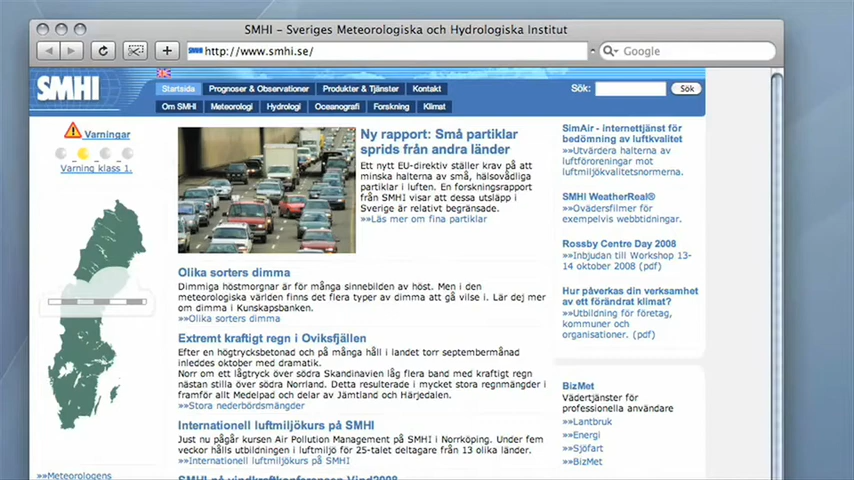 SMHI – Sveriges Meteorologiska och Hydrologiska Institut
http://www.smhi.se/
Google
SMHI
Startsida Prognoser & Observationer Produkter & Tjänster Kontakt
Sök: Sök
Om SMHI Meteorologi Hydrologi Oceanografi Forskning Klimat
Varningar
Varning klass 1.
»Meteorologens
Ny rapport: Små partiklar
sprids från andra länder
Ett nytt EU-direktiv ställer krav på att
minska halterna av små, hälsovådliga
partiklar i luften. En forskningsrapport
från SMHI visar att dessa utsläpp i
Sverige är relativt begränsade.
»Läs mer om fina partiklar
Olika sorters dimma
Dimmiga höstmorgnar är för många sinnebilden av höst. Men i den
meteorologiska världen finns det flera typer av dimma att gå vilse i. Lär dej mer
om dimma i Kunskapsbanken.
»Olika sorters dimma
Extremt kraftigt regn i Oviksfjällen
Efter en högtrycksbetonad och på många håll i landet torr septembermånad
inleddes oktober med dramatik.
Norr om ett lågtryck över södra Skandinavien låg flera band med kraftigt regn
nästan stilla över södra Norrland. Detta resulterade i mycket stora regnmängder i
framför allt Medelpad och delar av Jämtland och Härjedalen.
»Stora nederbördsmängder
Internationell luftmiljökurs på SMHI
Just nu pågår kursen Air Pollution Management på SMHI i Norrköping. Under fem
veckor hålls utbildningen i luftmiljö för 25-talet deltagare från 13 olika länder.
»Internationell luftmiljökurs på SMHI
SMHI på vindkraftkonferensen Vind2008
SimAir - internettjänst för
bedömning av luftkvalitet
»Utvärdera halterna av
luftföroreningar mot
luftmiljökvalitetsnormerna.
SMHI WeatherReal®
»Ovädersfilmer för
exempelvis webbtidningar.
Rossby Centre Day 2008
»Inbjudan till Workshop 13-
14 oktober 2008 (pdf)
Hur påverkas din verksamhet
av ett förändrat klimat?
»Utbildning för företag,
kommuner och
organisationer. (pdf)
BizMet
Vädertjänster för
professionella användare
»Lantbruk
»Energi
»Sjöfart
»BizMet